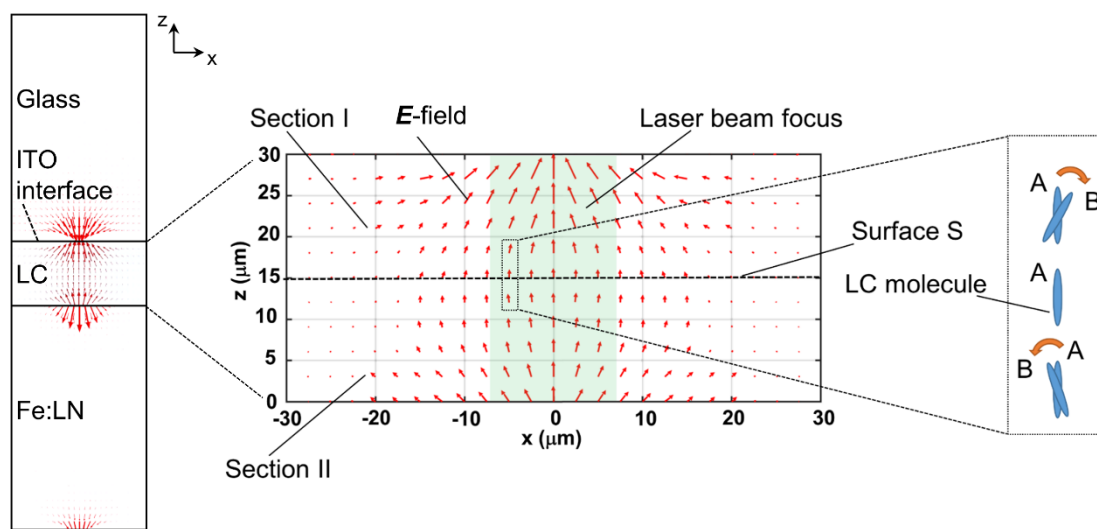 z
x
Glass
ITO
interface
LC
Fe:LN
Section I
E-field
Laser beam focus
30
25
20
15
10
5
0
z (μm)
-30 -20 -10 0 10 20 30
x (μm)
Section II
Surface S
LC molecule
A
B
A
B A